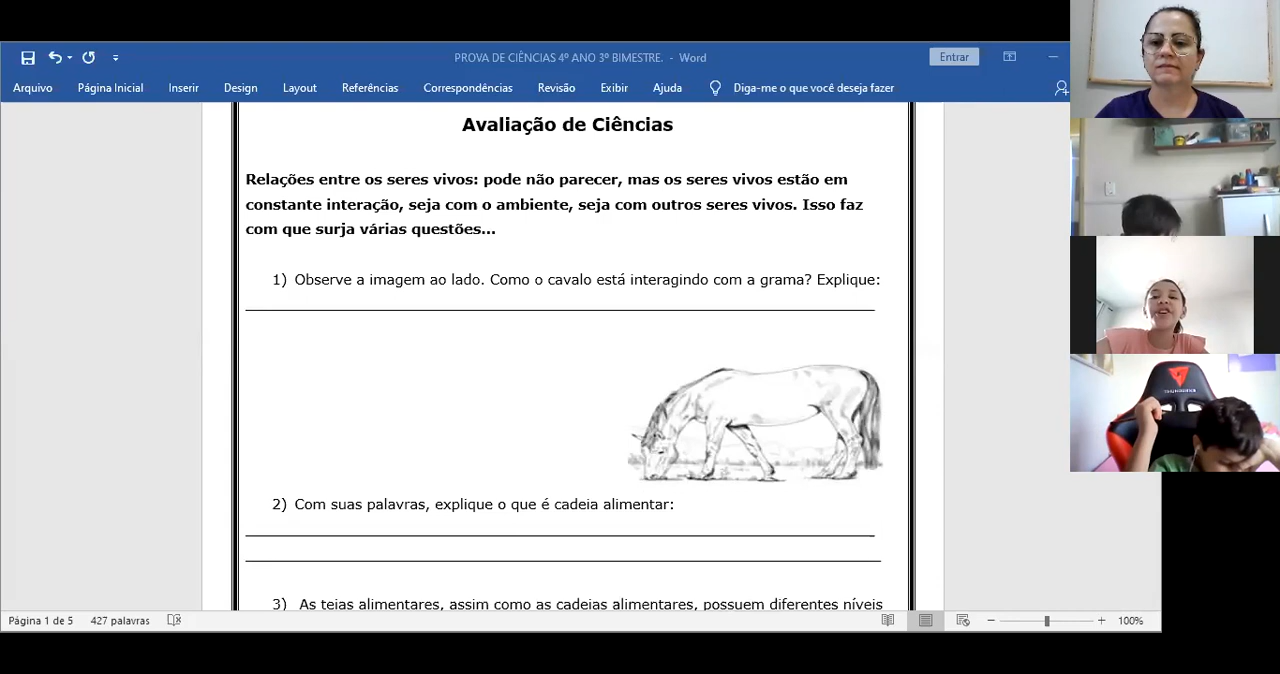 PROVA DE CIÊNCIAS 4º ANO 3º BIMESTRE. - Word
Entrar
Arquivo Página Inicial Inserir Design Layout Referências Correspondências Revisão Exibir Ajuda Diga-me o que você deseja fazer
Avaliação de Ciências
Relações entre os seres vivos: pode não parecer, mas os seres vivos estão em
constante interação, seja com o ambiente, seja com outros seres vivos. Isso faz
com que surja várias questões...
1) Observe a imagem ao lado. Como o cavalo está interagindo com a grama? Explique:
2) Com suas palavras, explique o que é cadeia alimentar:
3) As teias alimentares, assim como as cadeias alimentares, possuem diferentes níveis
Página 1 de 5 427 palavras 100%